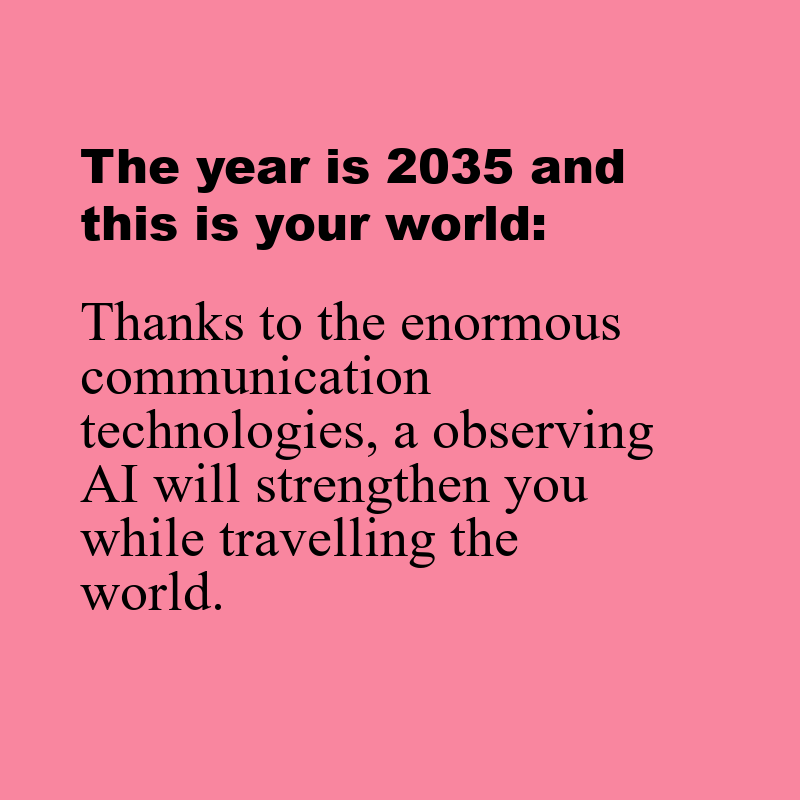 The year is 2035 and
this is your world:
Thanks to the enormous
communication
technologies, a observing
AI will strengthen you
while travelling the
world.